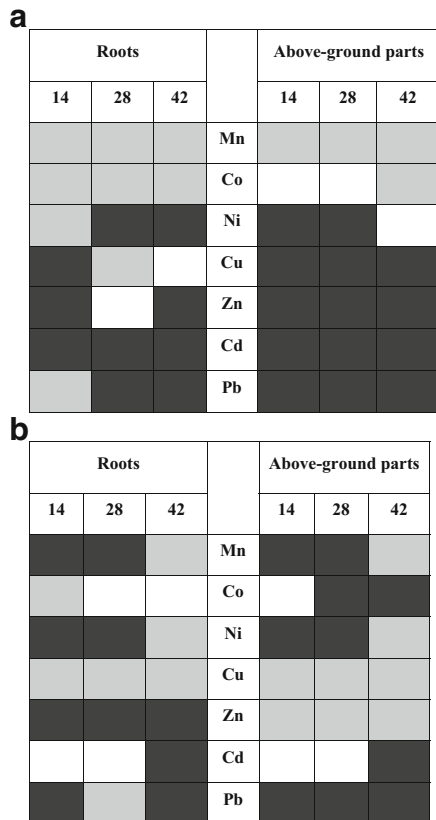 a
Roots Above-ground parts
14 28 42 14 28 42
Mn
Co
Ni
Cu
Zn
Cd
Pb
b
Roots Above-ground parts
14 28 42 14 28 42
Mn
Co
Ni
Cu
Zn
Cd
Pb